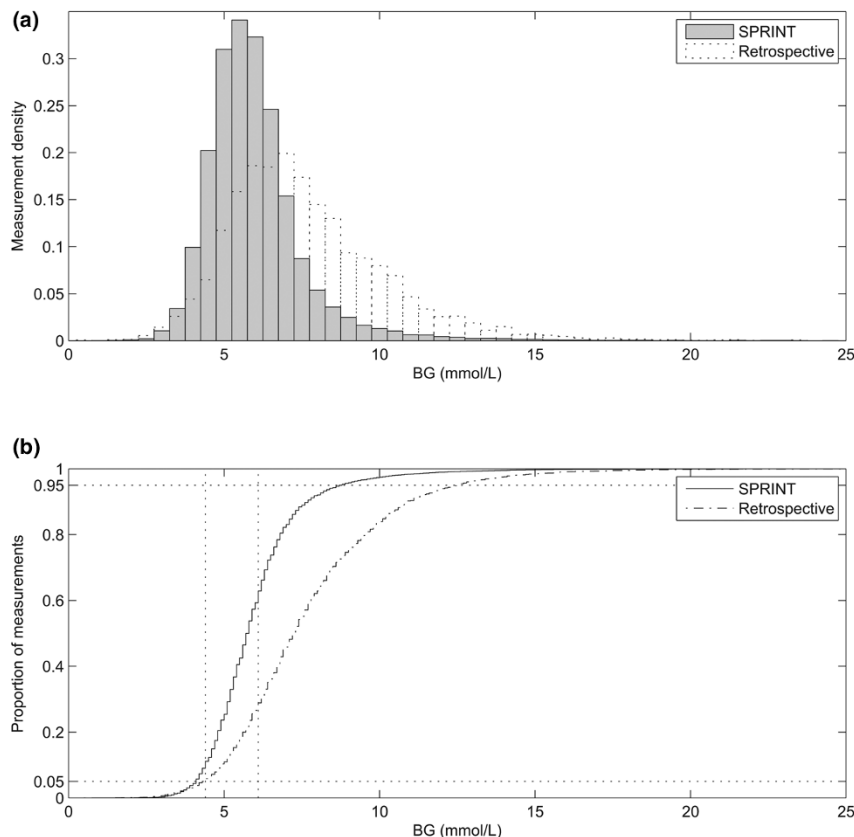 (a)
0.3
0.25
0.2
0.15
0.1
0.05
0
Measurement density
SPRINT
Retrospective
0 5 10 15 20 25
BG (mmol/L)
(b)
1
0.95
0.8
0.6
0.4
0.2
0.05
0
Proportion of measurements
SPRINT
Retrospective
0 5 10 15 20 25
BG (mmol/L)